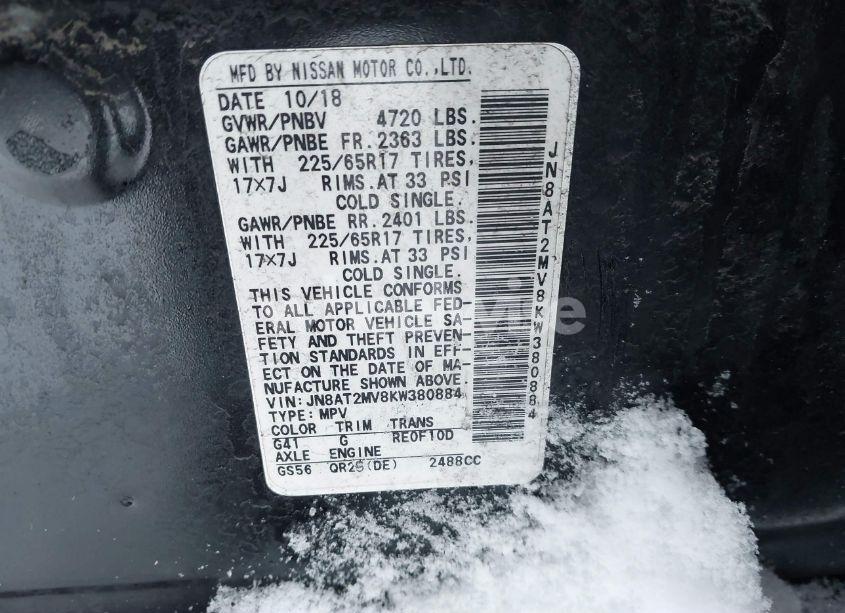 MFD BY NISSAN MOTOR CO.,LTD.
DATE 10/18
GVWR/PNBV 4720 LBS.
GAWR/PNBE FR. 2363 LBS.
WITH 225/65R17 TIRES,
17×7J RIMS.AT 33 PSI
COLD SINGLE.
GAWR/PNBE RR. 2401 LBS.
WITH 225/65R17 TIRES,
17×7J RIMS.AT 33 PSI
COLD SINGLE.
THIS VEHICLE CONFORMS
TO ALL APPLICABLE FED-
ERAL MOTOR VEHICLE SA-
FETY AND THEFT PREVEN-
TION STANDARDS IN EFF-
ECT ON THE DATE OF MA-
NUFACTURE SHOWN ABOVE.
VIN: JN8AT2MV8KW380884
TYPE: MPV
COLOR TRIM TRANS
G41 G RE0F10D
AXLE ENGINE
GS56 QR25(DE) 2488CC
JN8AT2MV8KW380884